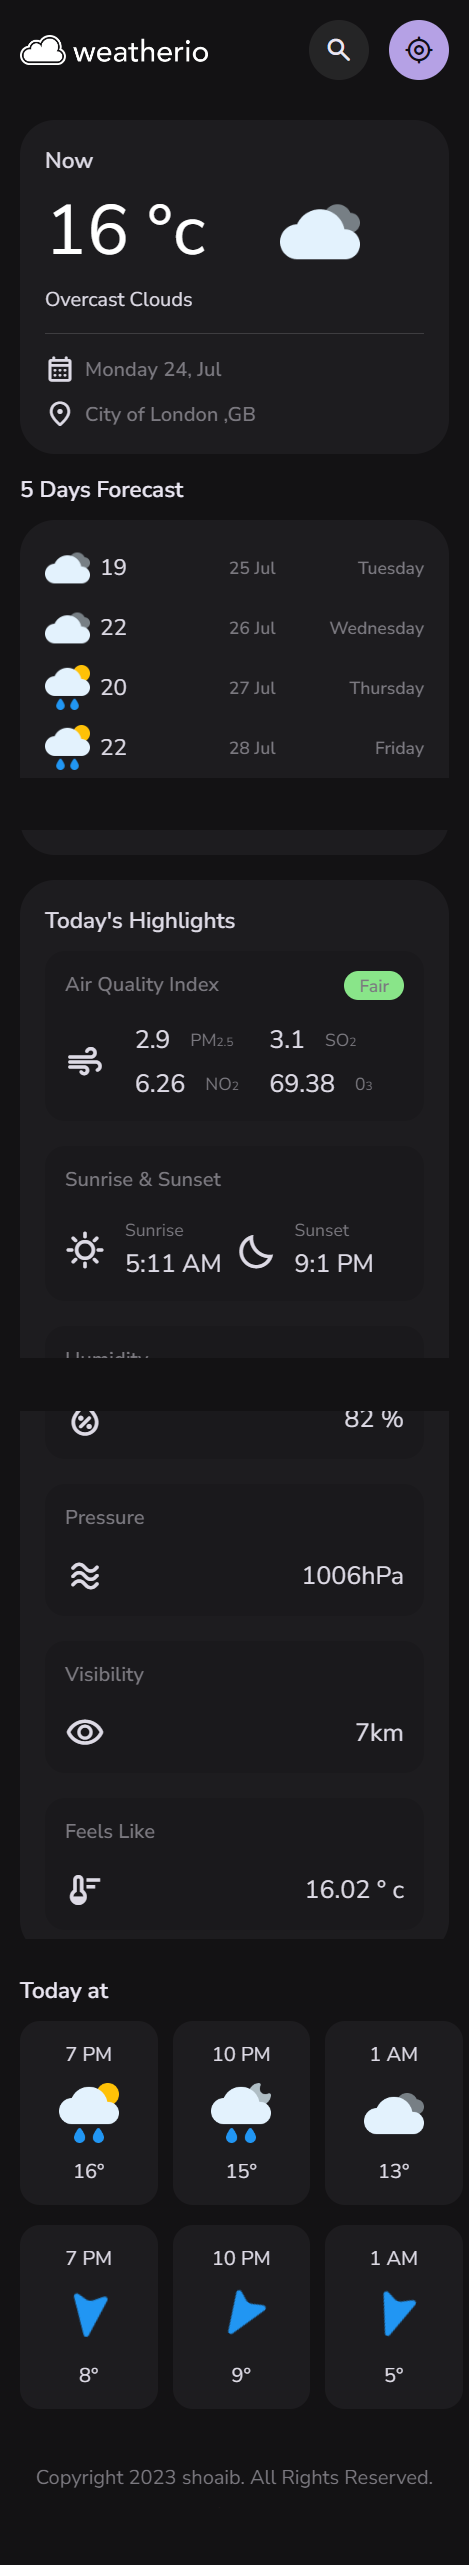 weatherio
Now
16 °c
Overcast Clouds
Monday 24, Jul
City of London ,GB
5 Days Forecast
19 25 Jul Tuesday
22 26 Jul Wednesday
20 27 Jul Thursday
22 28 Jul Friday
Today's Highlights
Air Quality Index Fair
2.9 PM2.5 3.1 SO2
6.26 NO2 69.38 03
Sunrise & Sunset
Sunrise Sunset
5:11 AM 9:1 PM
Humidity
82 %
Pressure
1006hPa
Visibility
7km
Feels Like
16.02 ° c
Today at
7 PM 10 PM 1 AM
16° 15° 13°
7 PM 10 PM 1 AM
8° 9° 5°
Copyright 2023 shoaib. All Rights Reserved.